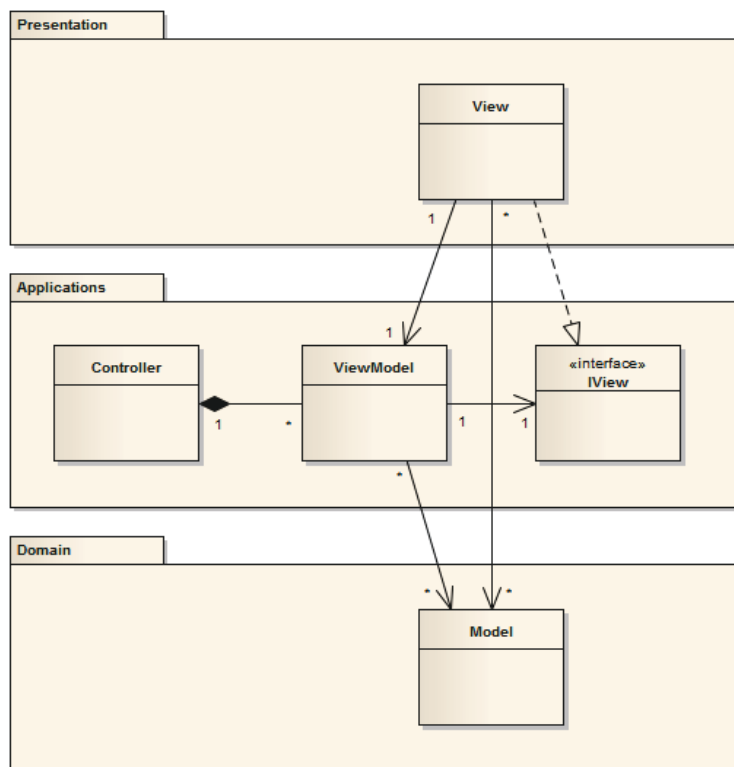 Presentation
View
1
*
Applications
1
Controller
ViewModel
«interface»
IView
1
*
1
1
*
Domain
*
*
Model